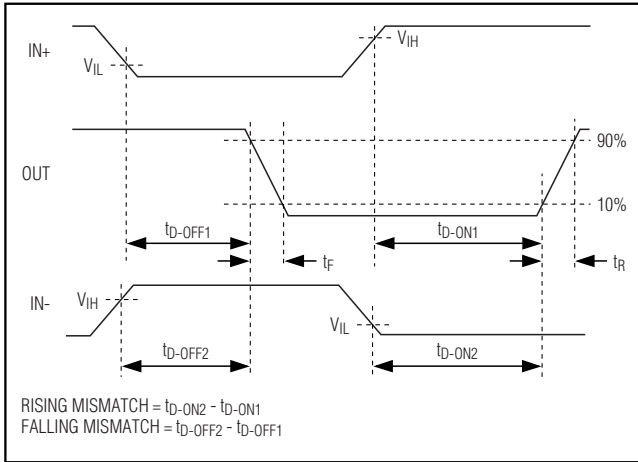 IN+
VIH
VIL
90%
OUT
10%
tD-OFF1
tD-ON1
tF
tR
IN-
VIH
VIL
tD-OFF2
tD-ON2
RISING MISMATCH = tD-ON2 - tD-ON1
FALLING MISMATCH = tD-OFF2 - tD-OFF1